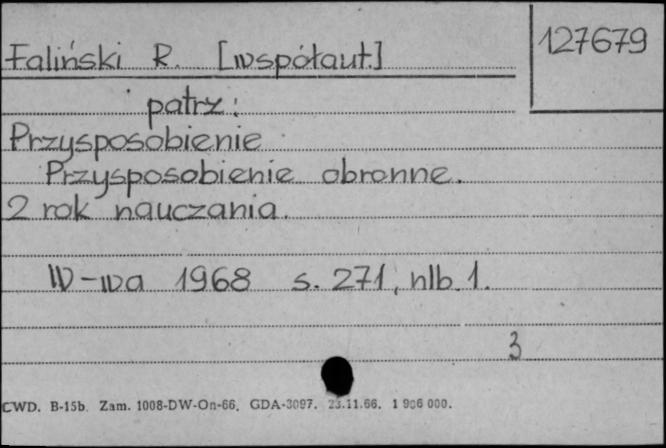 Faliński R. [współaut.]
127679
patrz:
Przysposobienie
Przysposobienie obronne.
2 rok nauczania.
W-wa 1968 s. 271, nlb 1.
3
CWD. B-15b. Zam. 1008-DW-On-66. GDA-3097. 23.11.66. 1 906 000.